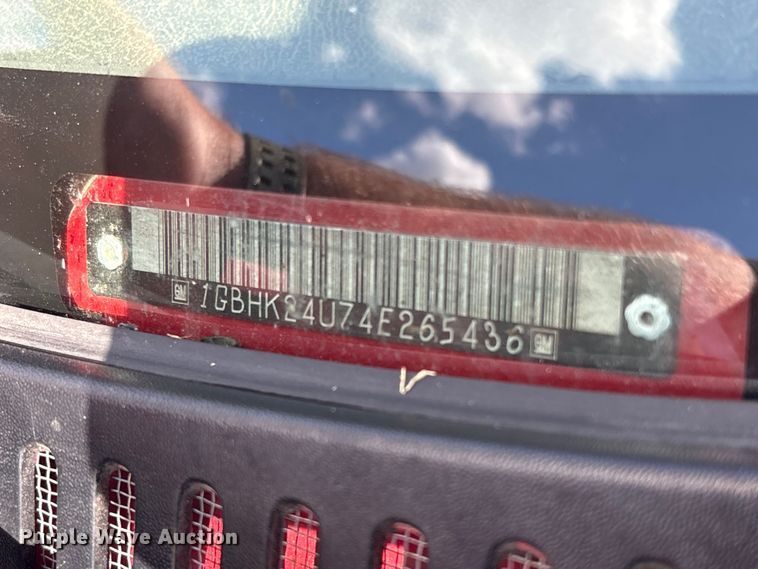 GM 1GBHK24U74E265436 GM
Purple Wave Auction